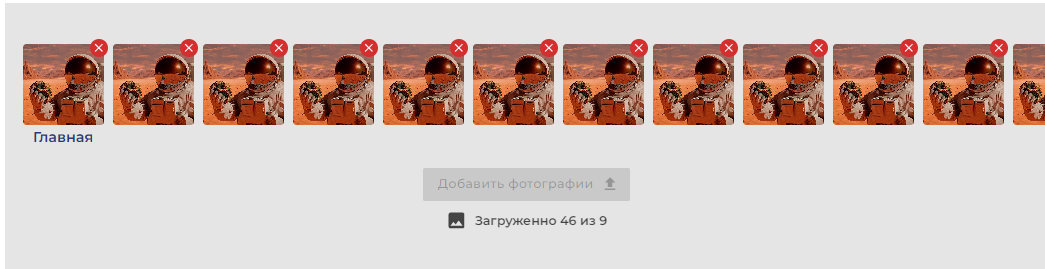 Главная
Добавить фотографии
Загруженно 46 из 9